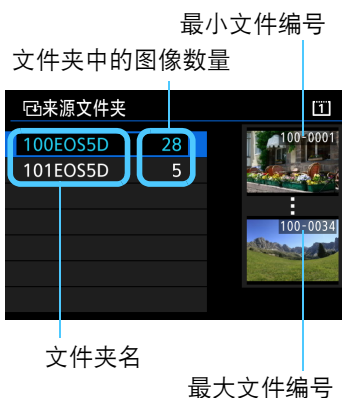 最小文件编号
文件夹中的图像数量
来源文件夹
1
100EOS5D 28
101EOS5D 5
100-0001
100-0034
文件夹名
最大文件编号